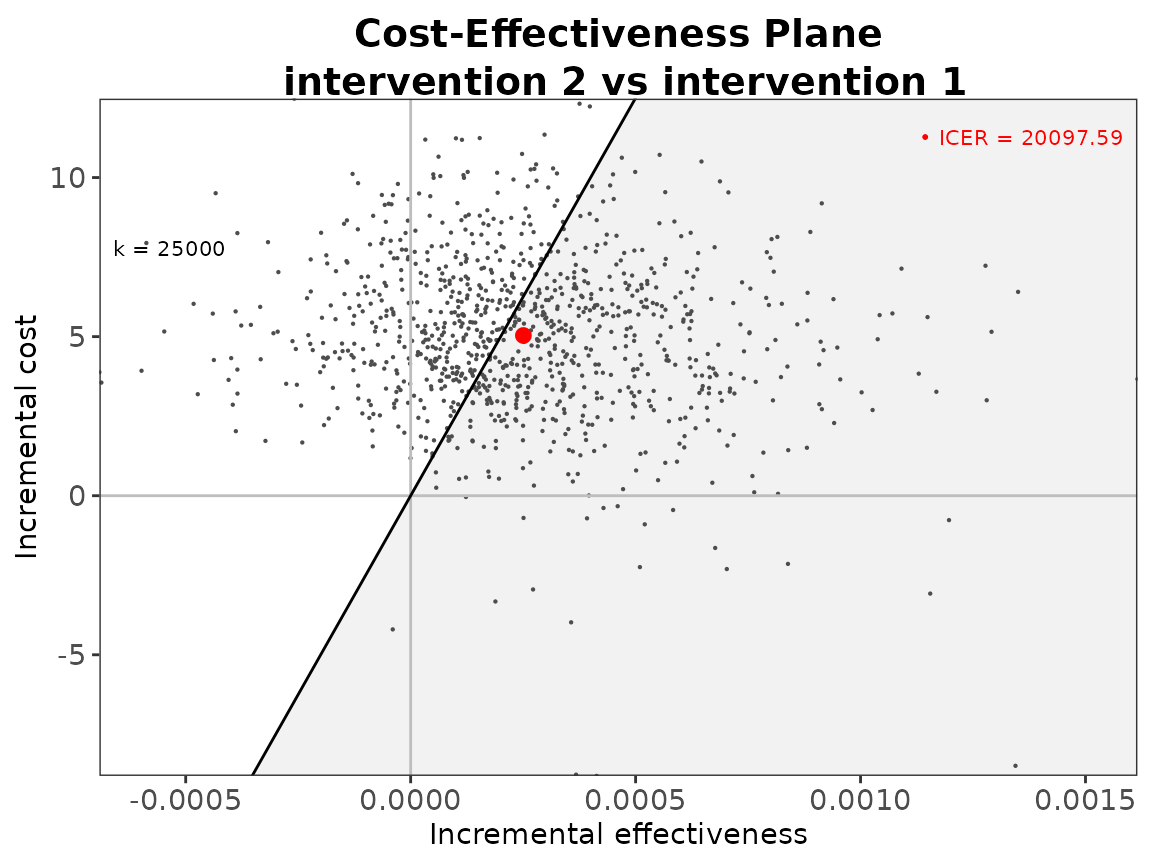 Cost-Effectiveness Plane
intervention 2 vs intervention 1
• ICER = 20097.59
k = 25000
10
5
0
-5
Incremental cost
-0.0005
0.0000
0.0005
0.0010
0.0015
Incremental effectiveness